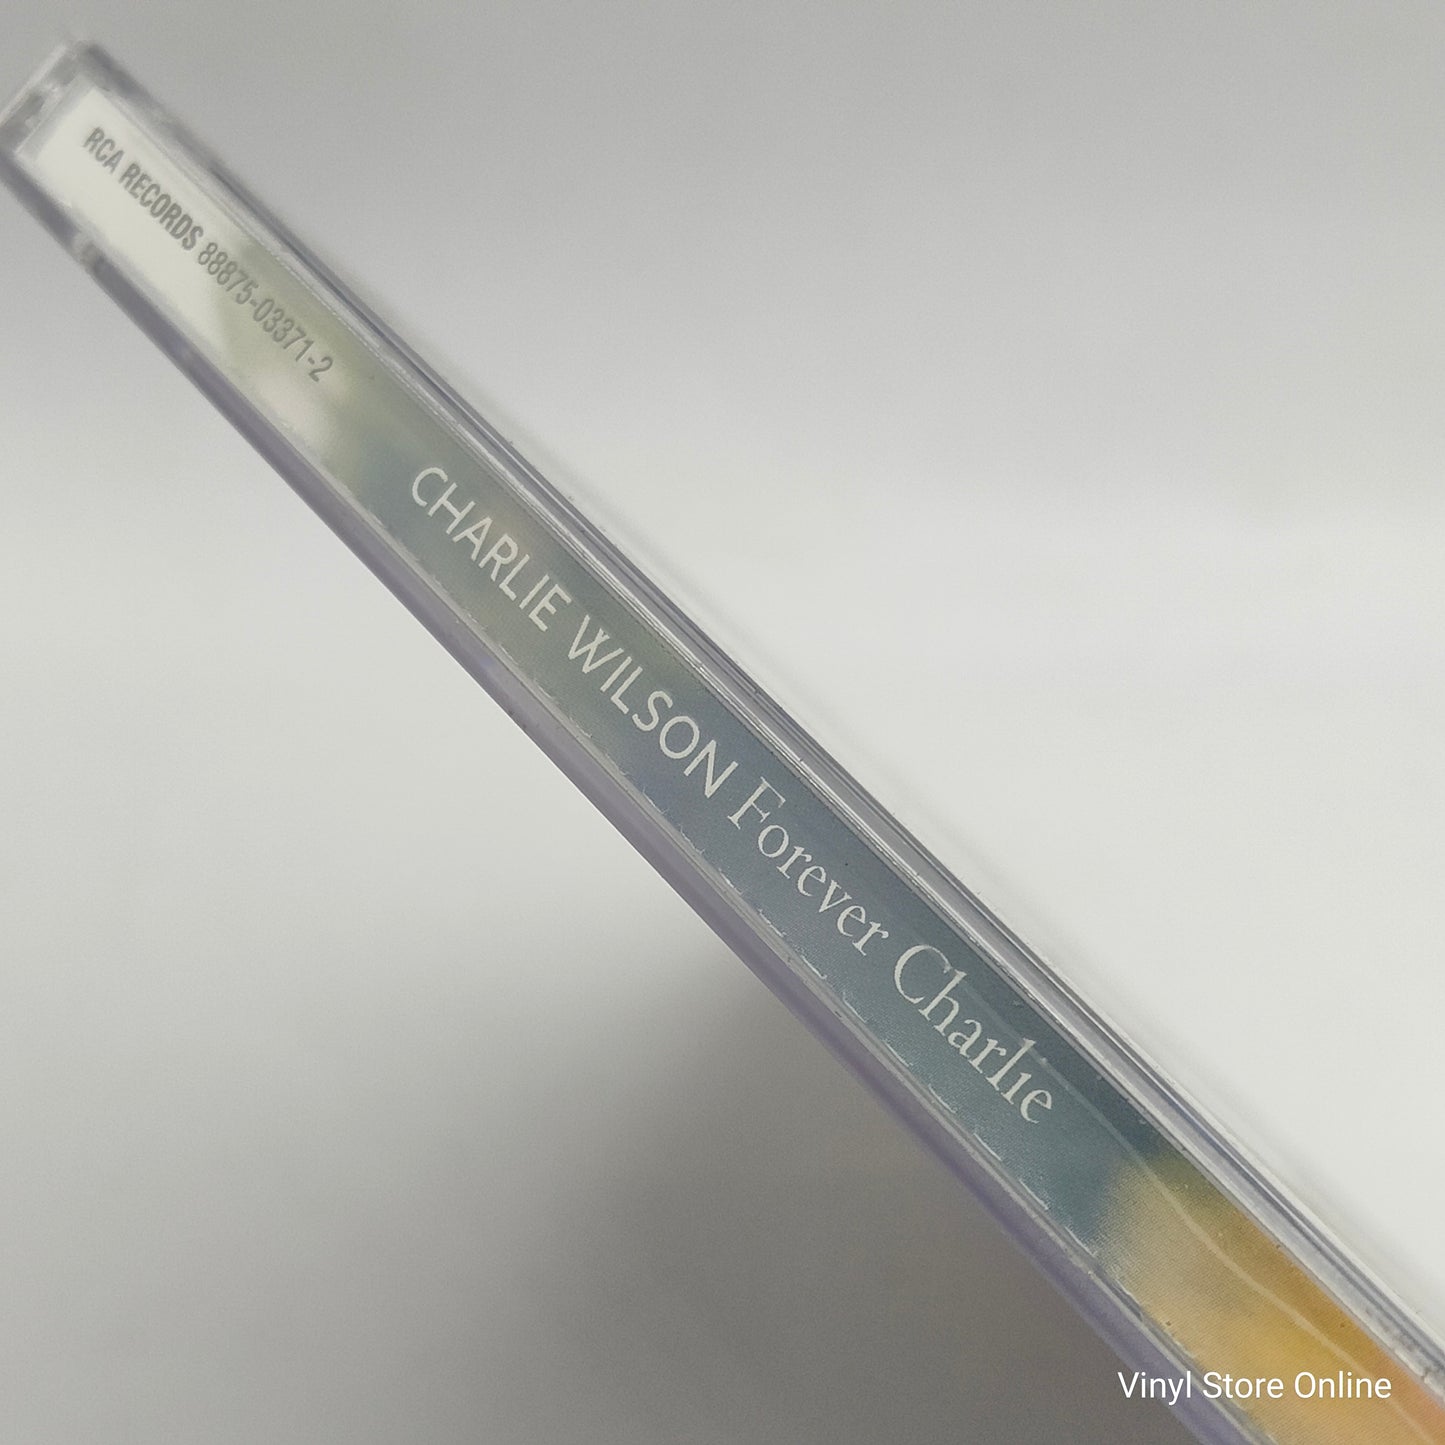 RCA RECORDS 88875-03371-2
CHARLIE WILSON Forever Charlie
Vinyl Store Online